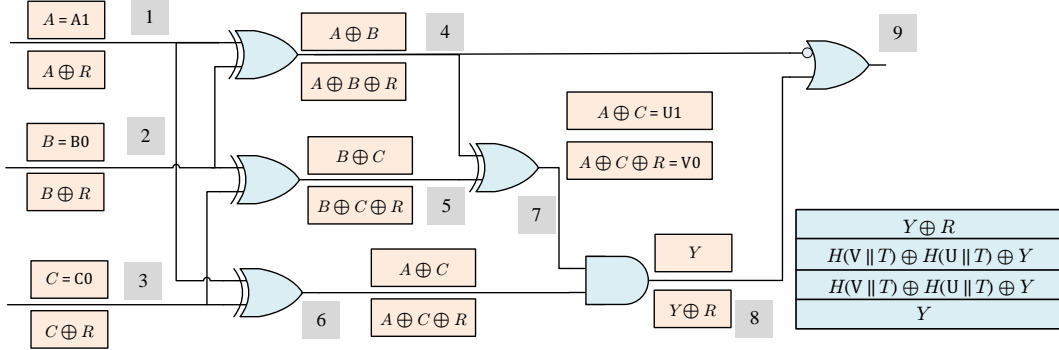 A = A1
1
A ⊕ R
B = B0
2
B ⊕ R
C = C0
3
C ⊕ R
A ⊕ B
4
A ⊕ B ⊕ R
B ⊕ C
B ⊕ C ⊕ R
5
A ⊕ C
A ⊕ C ⊕ R
6
A ⊕ C = U1
A ⊕ C ⊕ R = V0
7
Y
Y ⊕ R
8
9
Y ⊕ R
H(V ∥ T) ⊕ H(U ∥ T) ⊕ Y
H(V ∥ T) ⊕ H(U ∥ T) ⊕ Y
Y